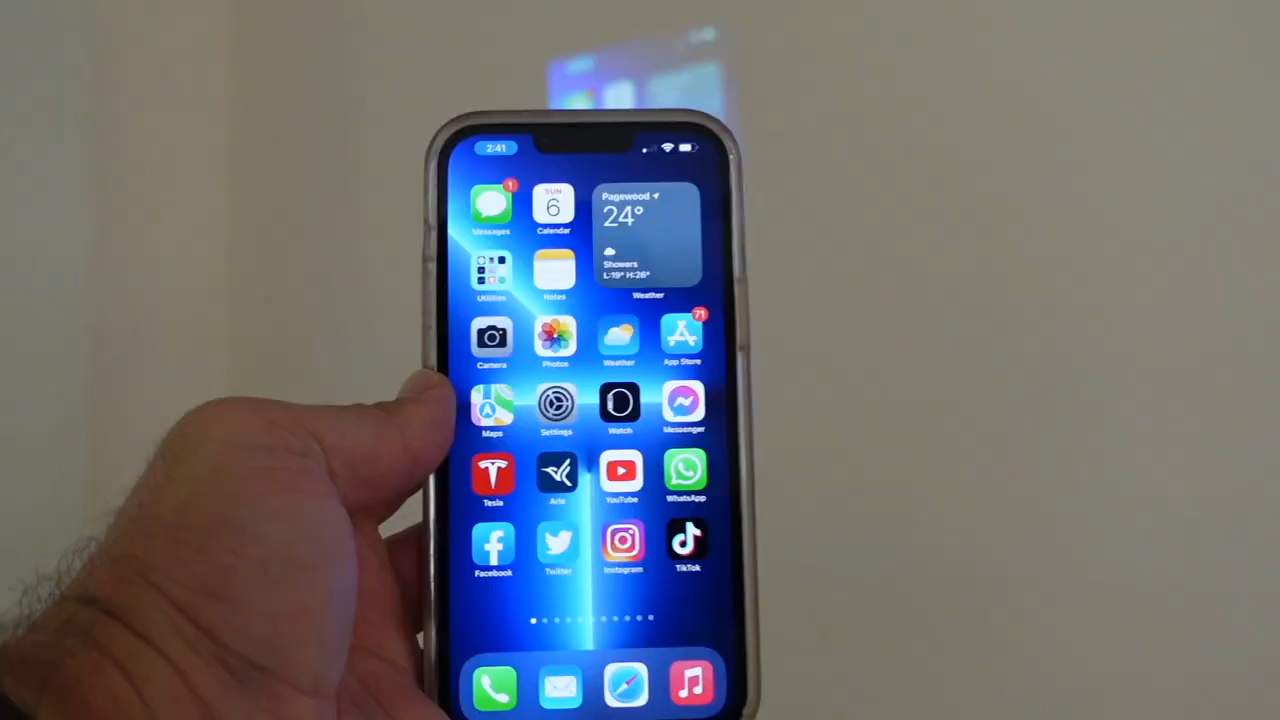 2:41
1
Messages
SUN
6
Calendar
Pagewood
24°
Showers
L:19° H:26°
Weather
Utilities
Notes
Camera
Photos
Weather
71
App Store
Maps
Settings
Watch
Messenger
Tesla
Arlo
YouTube
WhatsApp
Facebook
Twitter
Instagram
TikTok